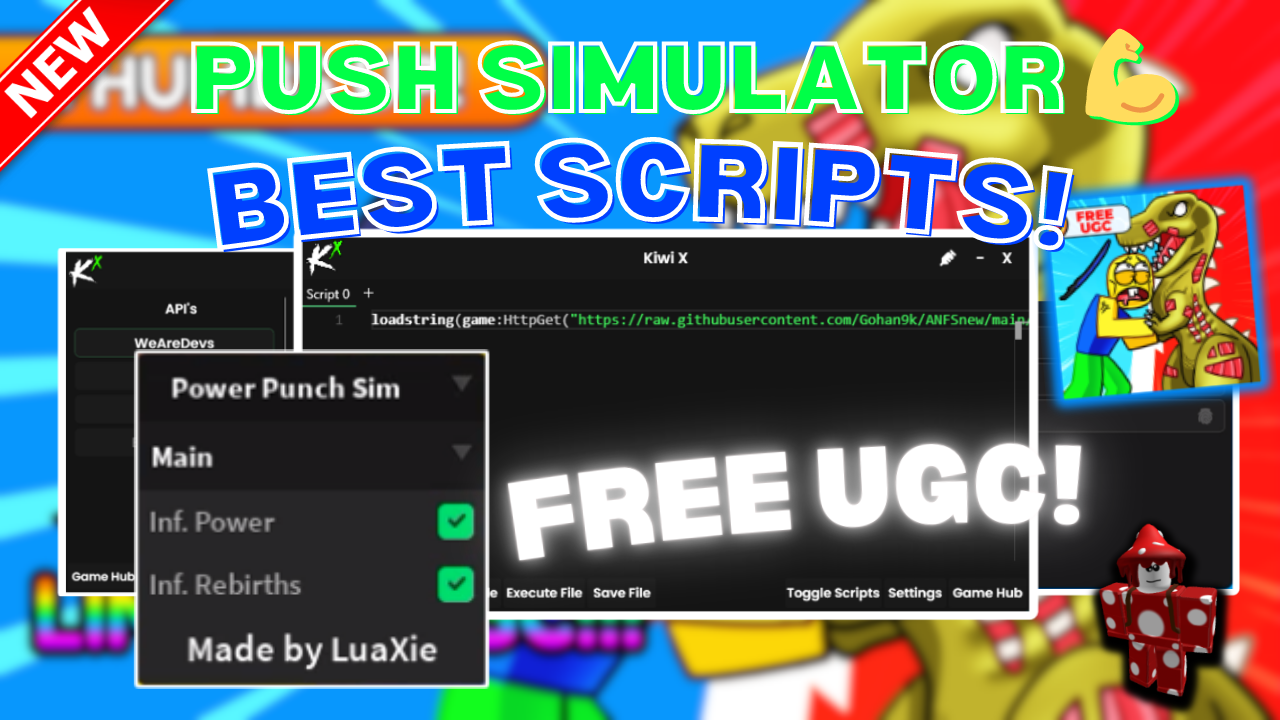 NEW
PUSH SIMULATOR
BEST SCRIPTS!
FREE
UGC
KX
API's
WeAreDevs
Game Hub
KX
Kiwi X
- X
Script 0 +
1 loadstring(game:HttpGet("https://raw.githubusercontent.com/Gohan9k/ANFSnew/main/
Power Punch Sim
Main
Inf. Power
Inf. Rebirths
Made by LuaXie
FREE UGC!
Execute File Save File Toggle Scripts Settings Game Hub